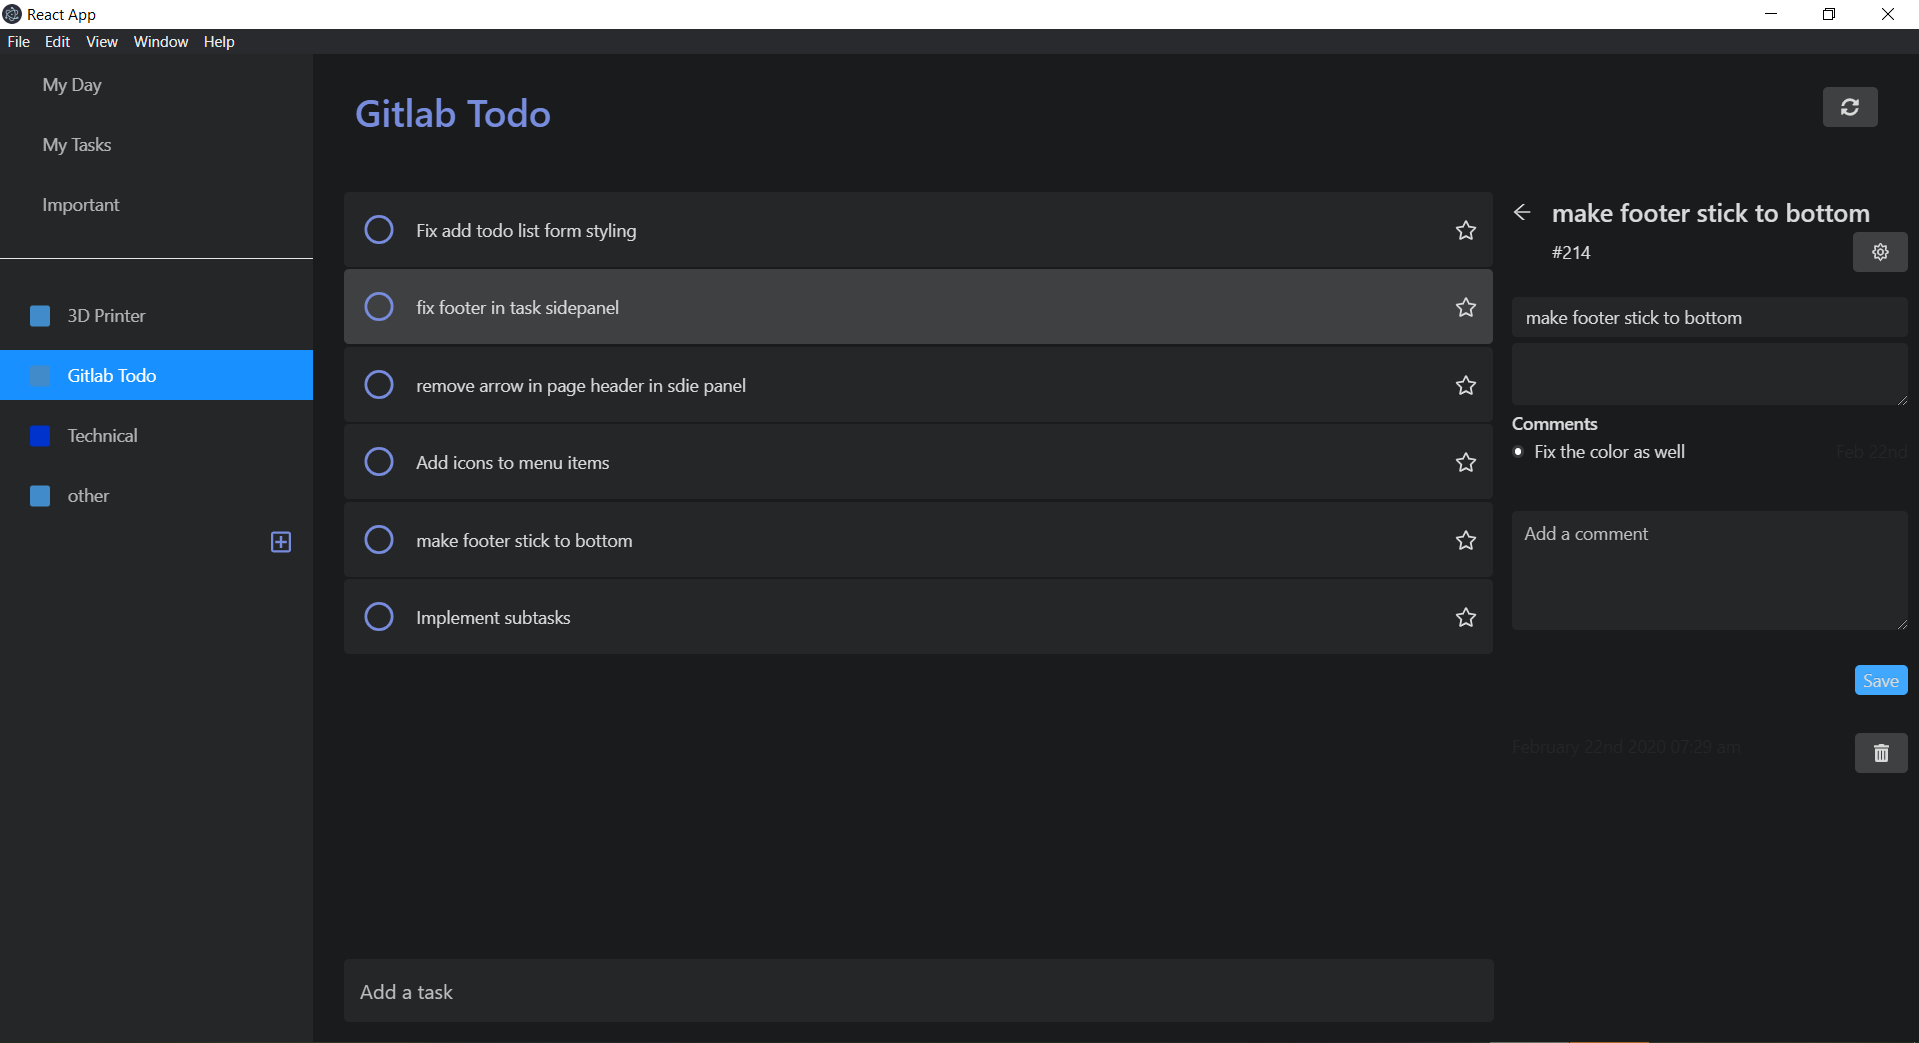 React App
File Edit View Window Help
My Day
My Tasks
Important
3D Printer
Gitlab Todo
Technical
other
Gitlab Todo
Fix add todo list form styling
fix footer in task sidepanel
remove arrow in page header in sdie panel
Add icons to menu items
make footer stick to bottom
Implement subtasks
Add a task
make footer stick to bottom
#214
make footer stick to bottom
Comments
Fix the color as well Feb 22nd
Add a comment
Save
February 22nd 2020 07:29 am